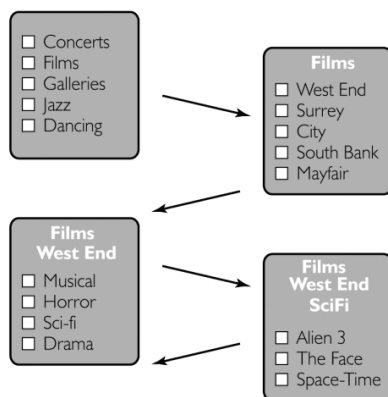 Concerts
Films
Galleries
Jazz
Dancing
Films
West End
Surrey
City
South Bank
Mayfair
Films
West End
Musical
Horror
Sci-fi
Drama
Films
West End
SciFi
Alien 3
The Face
Space-Time